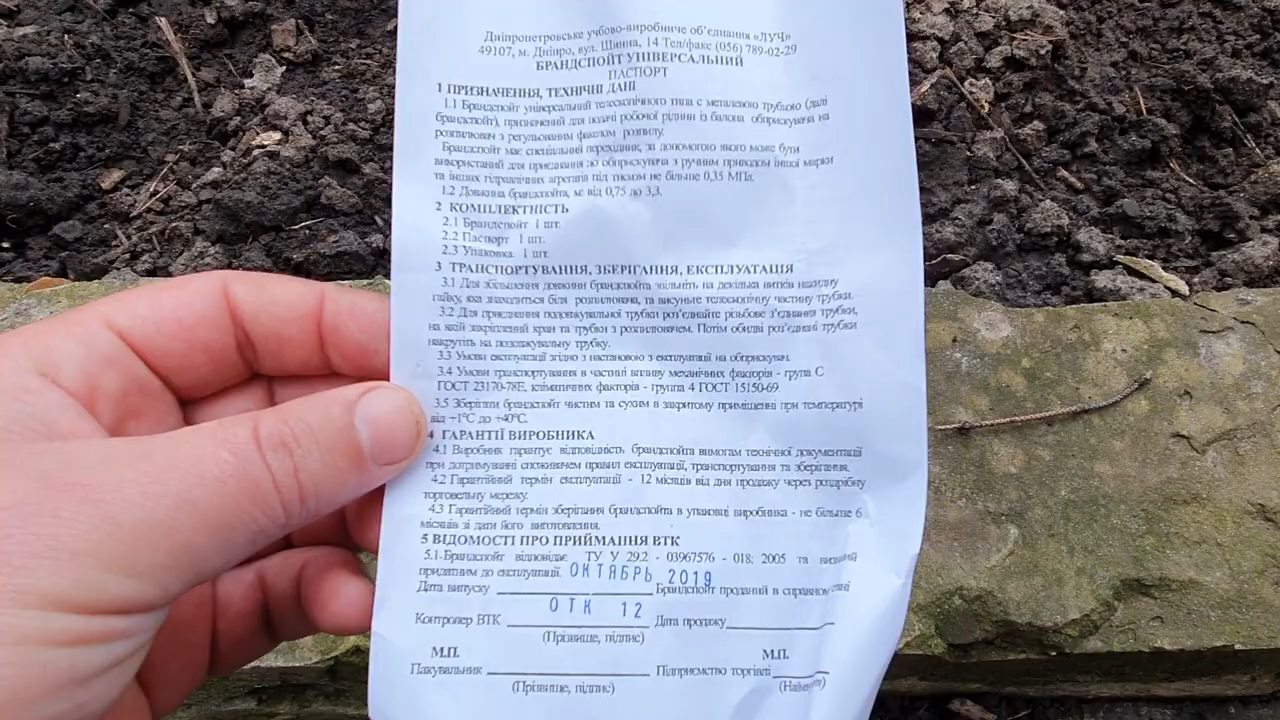 Дніпропетровське учбово-виробниче об'єднання «ЛУЧ»
49107, м. Дніпро, вул. Шинна, 14 Тел/факс (056) 789-02-29
БРАНДСПОЙТ УНІВЕРСАЛЬНИЙ
ПАСПОРТ
1 ПРИЗНАЧЕННЯ, ТЕХНІЧНІ ДАНІ
1.1 Брандспойт універсальний телескопічного типа є металевою трубкою (далі
брандспойт), призначений для подачі робочої рідини із балона обприскувача на
розпилювач з регульованим факелом розпилу.
Брандспойт має спеціальний перехідник, за допомогою якого може бути
використаний для приєднання до обприскувача з ручним приводом іншої марки
та інших гідравлічних агрегатів під тиском не більше 0,35 МПа.
1.2 Довжина брандспойта, м: від 0,75 до 3,3.
2 КОМПЛЕКТНІСТЬ
2.1 Брандспойт 1 шт.
2.2 Паспорт 1 шт.
2.3 Упаковка 1 шт.
3 ТРАНСПОРТУВАННЯ, ЗБЕРІГАННЯ, ЕКСПЛУАТАЦІЯ
3.1 Для збільшення довжини брандспойта звільніть на декілька витків накидну
гайку, яка знаходиться біля розпилювача, та висуньте телескопічну частину трубки.
3.2 Для приєднання подовжувальної трубки роз'єднайте різьбове з'єднання трубки,
на якій закріплений кран та трубки з розпилювачем. Потім обидві роз'єднані трубки
накрутіть на подовжувальну трубку.
3.3 Умови експлуатації згідно з настановою з експлуатації на обприскувач.
3.4 Умови транспортування в частині впливу механічних факторів - група С
ГОСТ 23170-78Е, кліматичних факторів - группа 4 ГОСТ 15150-69
3.5 Зберігати брандспойт чистим та сухим в закритому приміщенні при температурі
від +1°С до +40°С.
4 ГАРАНТІЇ ВИРОБНИКА
4.1 Виробник гарантує відповідність брандспойта вимогам технічної документації
при дотримуванні споживачем правил експлуатації, транспортування та зберігання.
4.2 Гарантійний термін експлуатації - 12 місяців від дня продажу через роздрібну
торговельну мережу.
4.3 Гарантійний термін зберігання брандспойта в упаковці виробника - не більше 6
місяців зі дати його виготовлення.
5 ВІДОМОСТІ ПРО ПРИЙМАННЯ ВТК
5.1. Брандспойт відповідає ТУ У 29.2 - 03967576 - 018: 2005 та визнаний
придатним до експлуатації. ОКТЯБРЬ 2019
Дата випуску Брандспойт проданий в справному стані
ОТК 12
Контролер ВТК Дата продажу
(Прізвище, підпис)
М.П. М.П.
Пакувальник Підприємство торгівлі
(Прізвище, підпис)